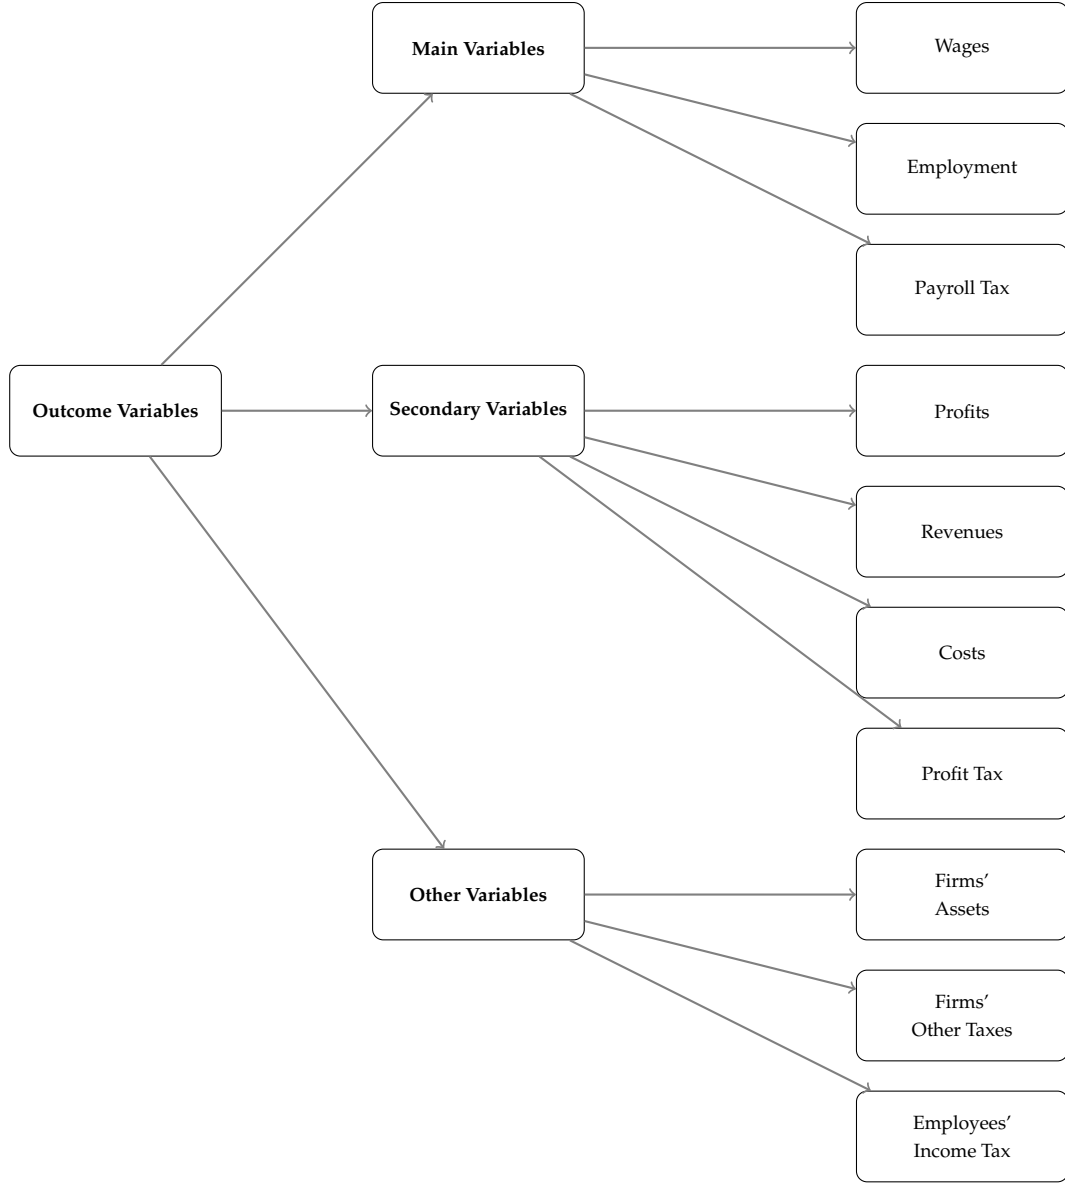 Main Variables
Wages
Employment
Payroll Tax
Outcome Variables
Secondary Variables
Profits
Revenues
Costs
Profit Tax
Other Variables
Firms’
Assets
Firms’
Other Taxes
Employees’
Income Tax